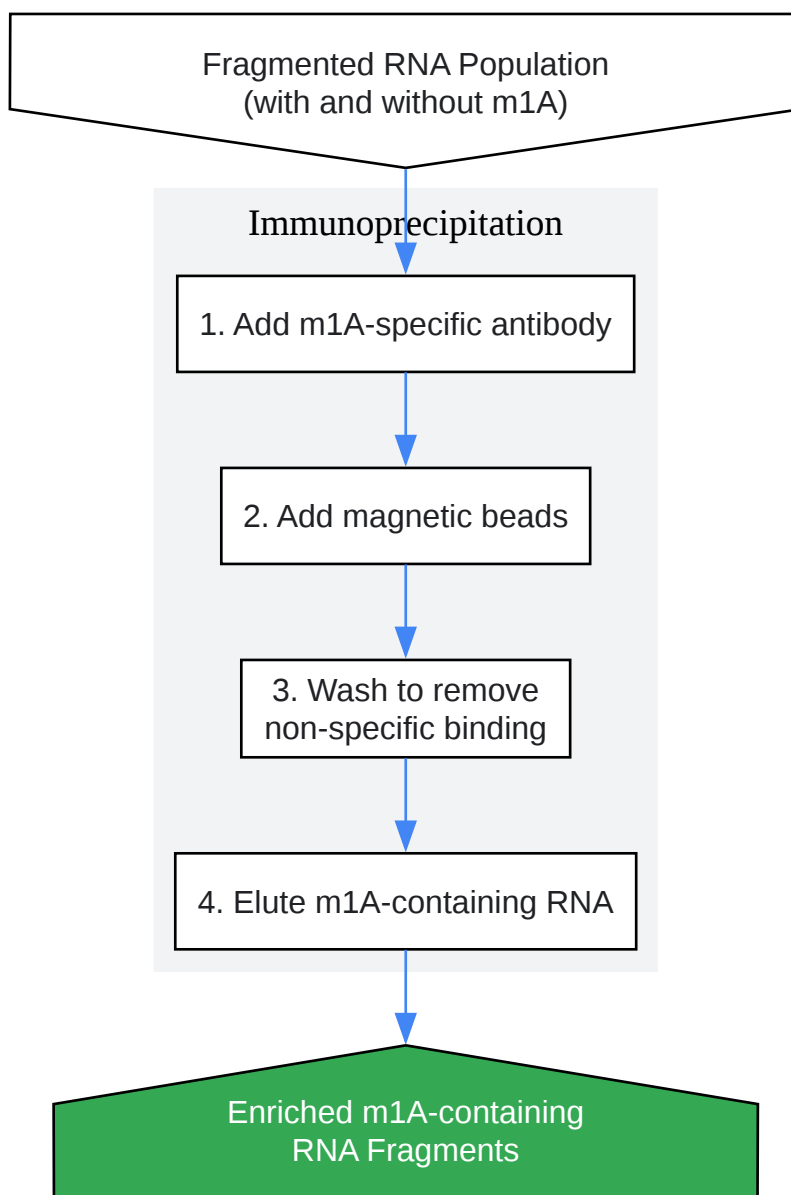 Fragmented RNA Population
(with and without m1A)
Immunoprecipitation
1. Add m1A-specific antibody
2. Add magnetic beads
3. Wash to remove
non-specific binding
4. Elute m1A-containing RNA
Enriched m1A-containing
RNA Fragments